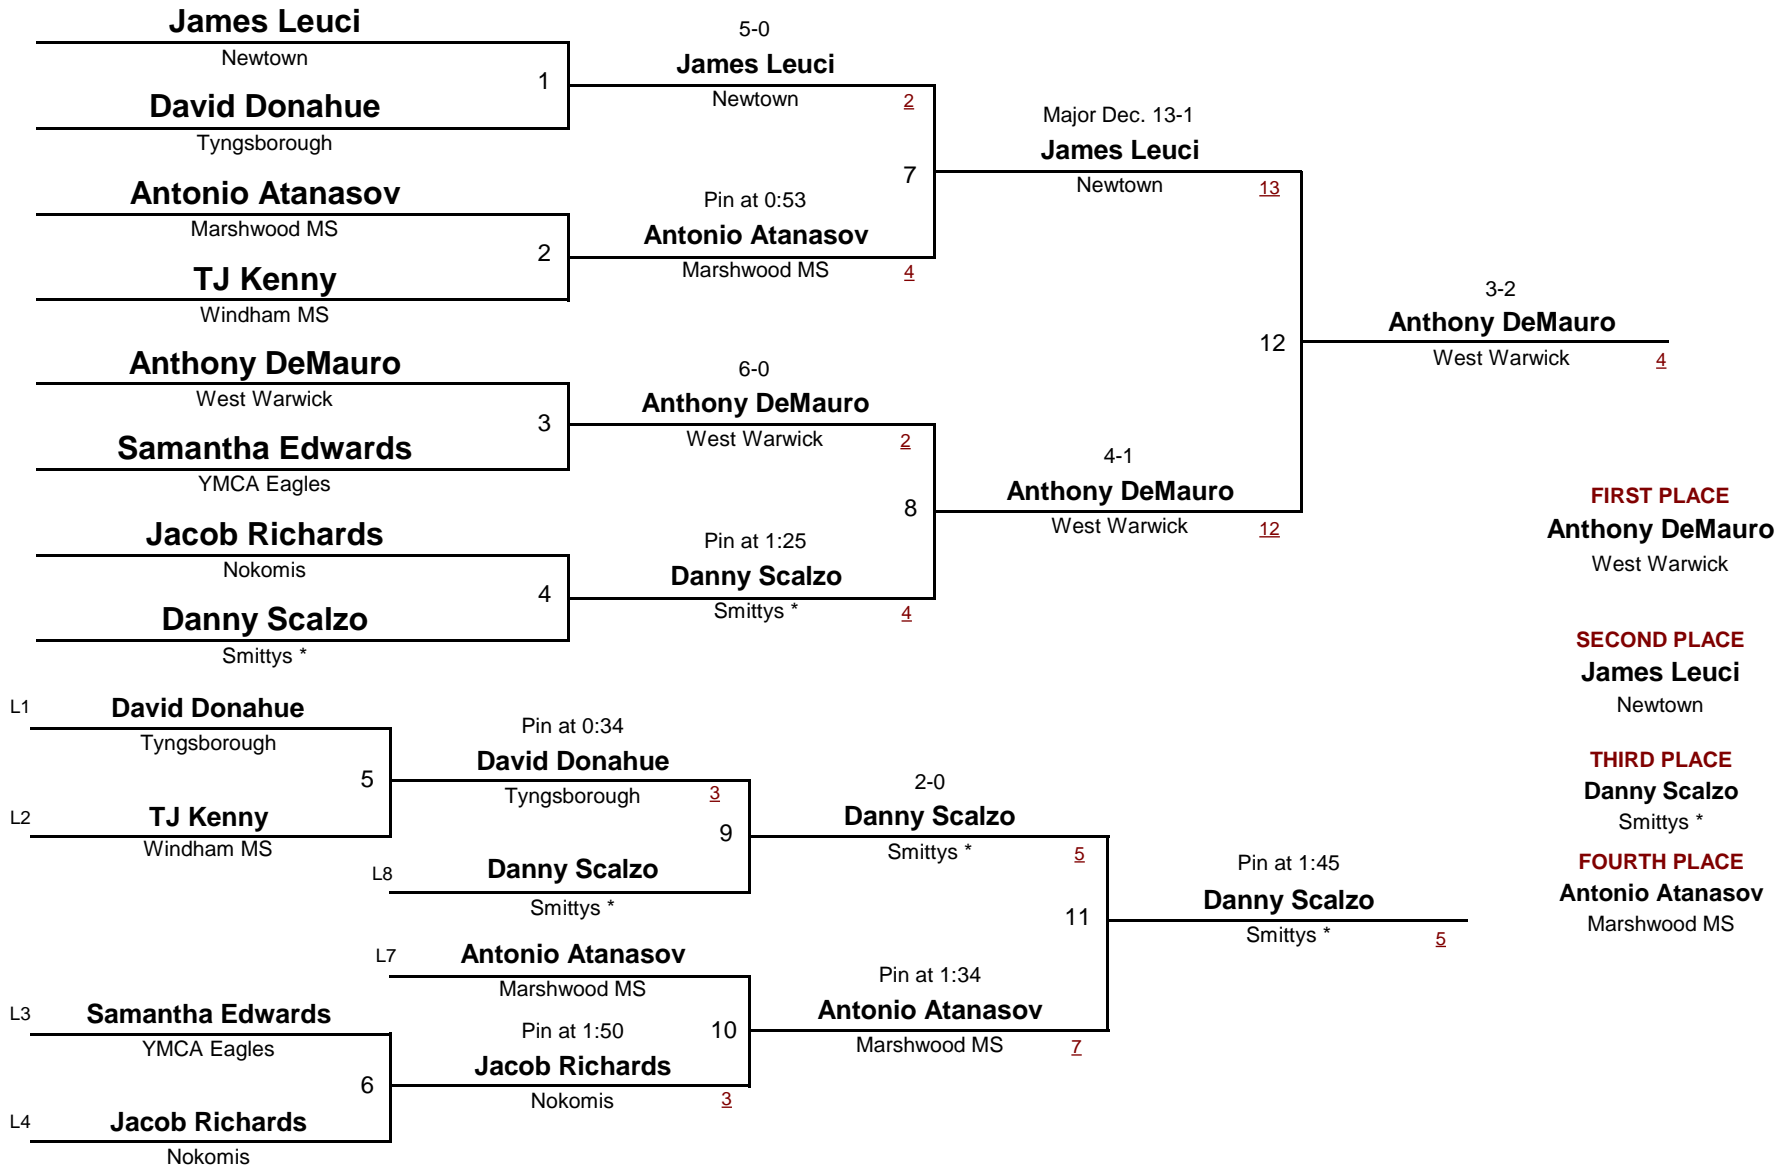 James Leuci
Newtown
1
David Donahue
Tyngsborough
5-0
James Leuci
Newtown
2
Antonio Atanasov
Marshwood MS
2
TJ Kenny
Windham MS
Pin at 0:53
Antonio Atanasov
Marshwood MS
4
7
Major Dec. 13-1
James Leuci
Newtown
13
Anthony DeMauro
West Warwick
3
Samantha Edwards
YMCA Eagles
6-0
Anthony DeMauro
West Warwick
2
Jacob Richards
Nokomis
4
Danny Scalzo
Smittys *
Pin at 1:25
Danny Scalzo
Smittys *
4
8
4-1
Anthony DeMauro
West Warwick
12
12
3-2
Anthony DeMauro
West Warwick
4
FIRST PLACE
Anthony DeMauro
West Warwick
SECOND PLACE
James Leuci
Newtown
THIRD PLACE
Danny Scalzo
Smittys *
FOURTH PLACE
Antonio Atanasov
Marshwood MS
L1
David Donahue
Tyngsborough
5
L2
TJ Kenny
Windham MS
Pin at 0:34
David Donahue
Tyngsborough
3
9
L8
Danny Scalzo
Smittys *
2-0
Danny Scalzo
Smittys *
5
L7
Antonio Atanasov
Marshwood MS
L3
Samantha Edwards
YMCA Eagles
6
L4
Jacob Richards
Nokomis
Pin at 1:50
Jacob Richards
Nokomis
3
10
Pin at 1:34
Antonio Atanasov
Marshwood MS
7
11
Pin at 1:45
Danny Scalzo
Smittys *
5